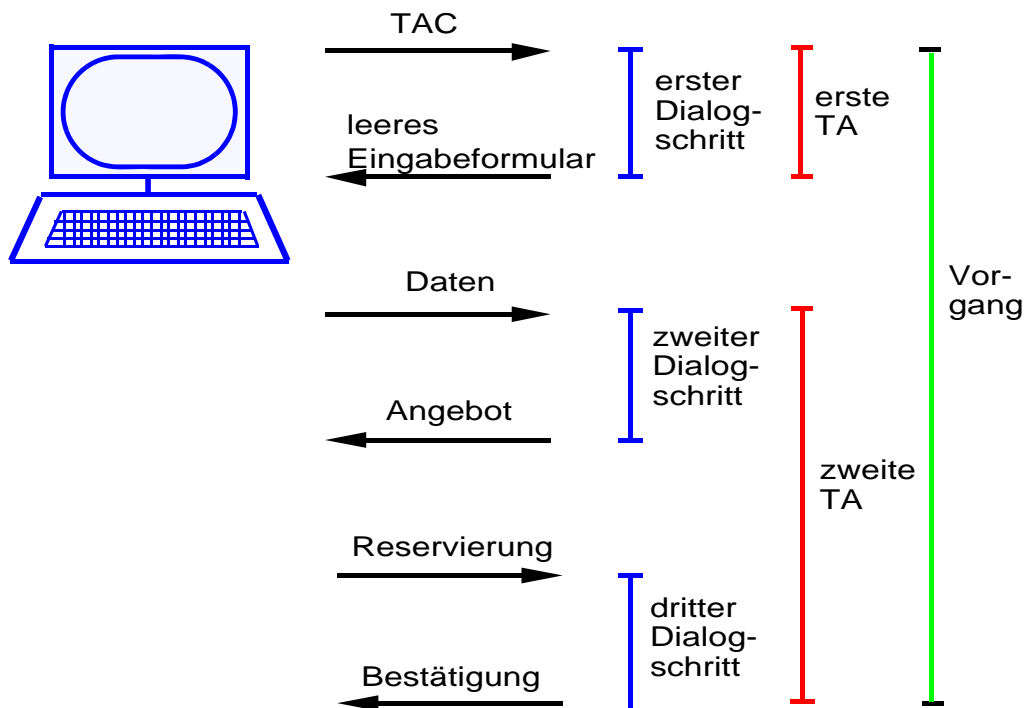 TAC
erster
Dialog-
schritt
erste
TA
leeres
Eingabeformular
Daten
Vor-
gang
zweiter
Dialog-
schritt
Angebot
zweite
TA
Reservierung
dritter
Dialog-
schritt
Bestätigung